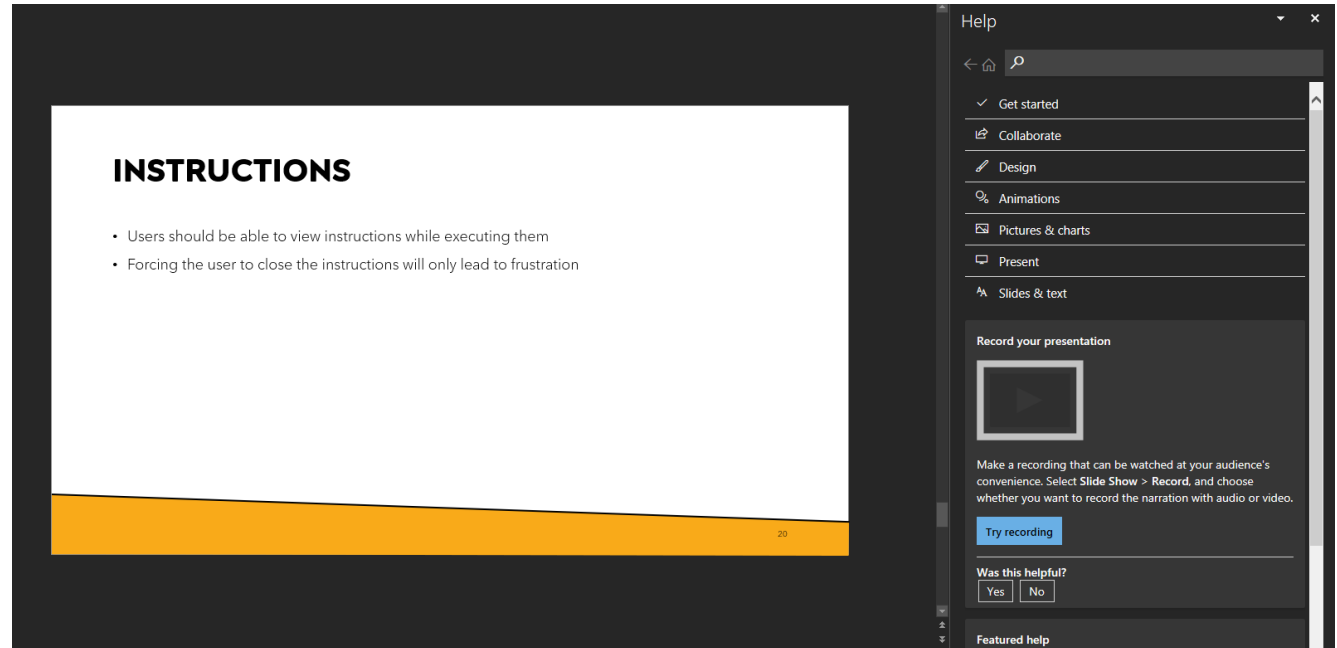 INSTRUCTIONS
• Users should be able to view instructions while executing them
• Forcing the user to close the instructions will only lead to frustration
20
Help
Get started
Collaborate
Design
Animations
Pictures & charts
Present
Slides & text
Record your presentation
Make a recording that can be watched at your audience's
convenience. Select Slide Show > Record, and choose
whether you want to record the narration with audio or video.
Try recording
Was this helpful?
Yes No
Featured help